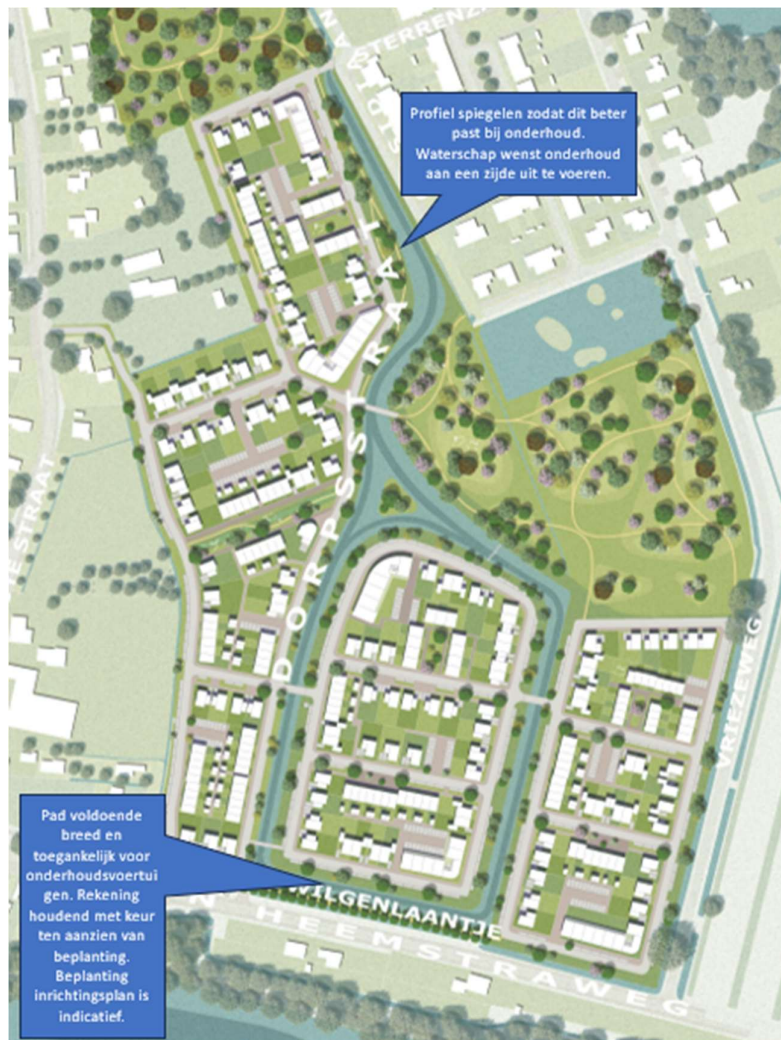 STERRENZA
Profiel spiegelen zodat dit beter
past bij onderhoud.
Waterschap wenst onderhoud
aan een zijde uit te voeren.
DORPSSTRAAT
STRAAT
VRIEZEWEG
Pad voldoende
breed en
toegankelijk voor
onderhoudsvoertui
gen. Rekening
houdend met keur
ten aanzien van
beplanting.
Beplanting
inrichtingsplan is
indicatief.
WILGENLAANTJE
N HEEMSTRAWEG